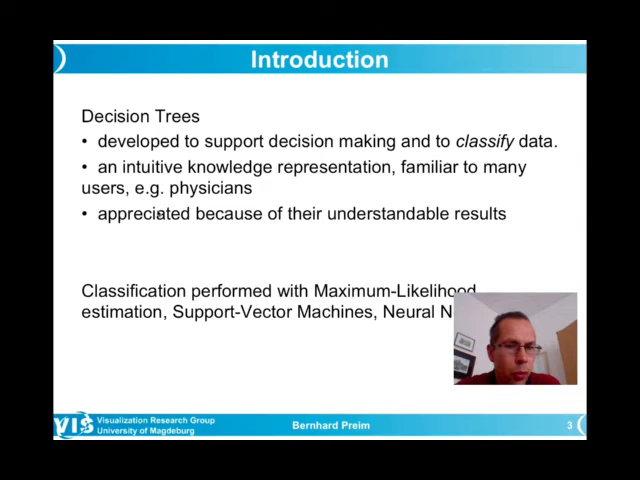 Introduction
Decision Trees
• developed to support decision making and to classify data.
• an intuitive knowledge representation, familiar to many
users, e.g. physicians
• appreciated because of their understandable results
Classification performed with Maximum-Likelihood
estimation, Support-Vector Machines, Neural
VIS
Visualization Research Group
University of Magdeburg
Bernhard Preim
3